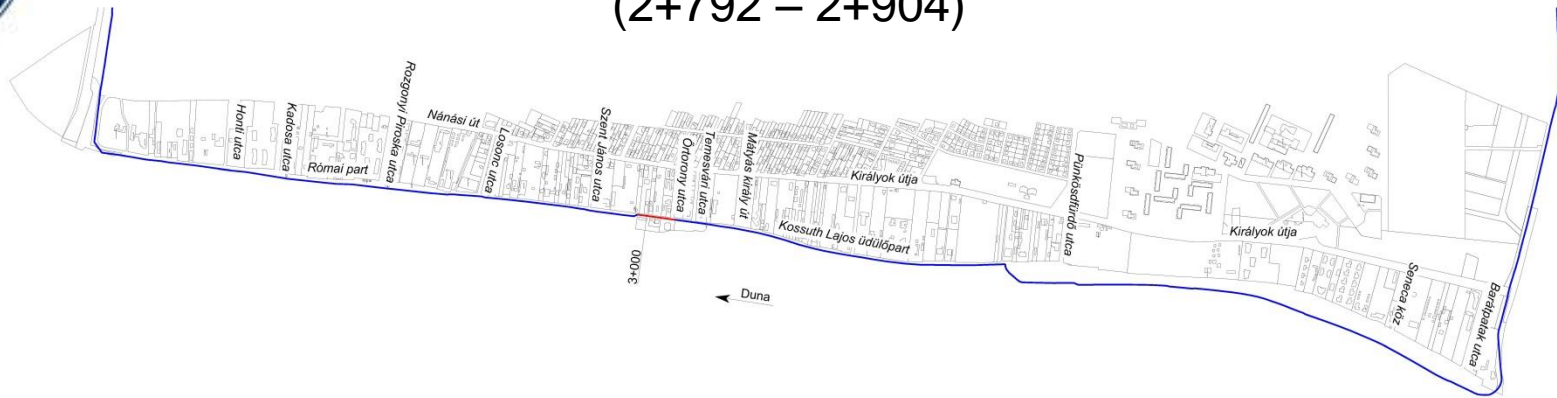 (2+792 – 2+904)
Honti utca
Kadosa utca
Római part
Rozgonyi Piroska utca
Nánási út
Losonc utca
Szent János utca
Őrtorony utca
Temesvári utca
Mátyás király út
Királyok útja
Kossuth Lajos üdülőpart
Pünkösdfürdő utca
Királyok útja
Seneca köz
Barátpatak utca
3+000
Duna